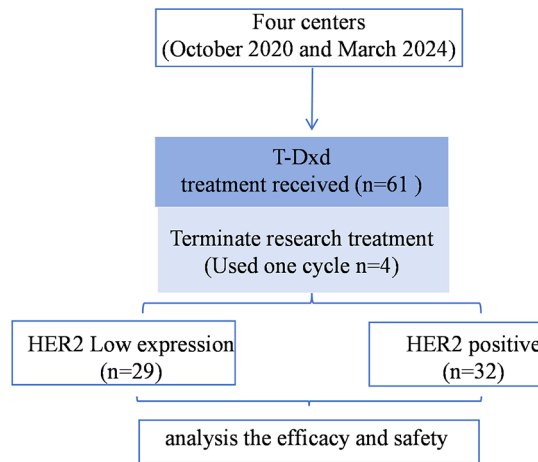 Four centers
(October 2020 and March 2024)
T-Dxd
treatment received (n=61 )
Terminate research treatment
(Used one cycle n=4)
HER2 Low expression
(n=29)
HER2 positive
(n=32)
analysis the efficacy and safety